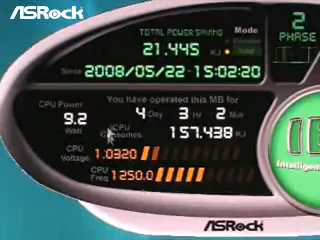 ASRock
TOTAL POWER SAVING Mode
21.445 KJ
Since 2008/05/22-15:02:20
2
PHASE
CPU Power You have operated this MB for
9.2 4 Day 3 Hr 2 Min
Watt CPU 157.438 KJ
CPU Voltage 1.0320
CPU Freq 1250.0
Intelligen
ASRock